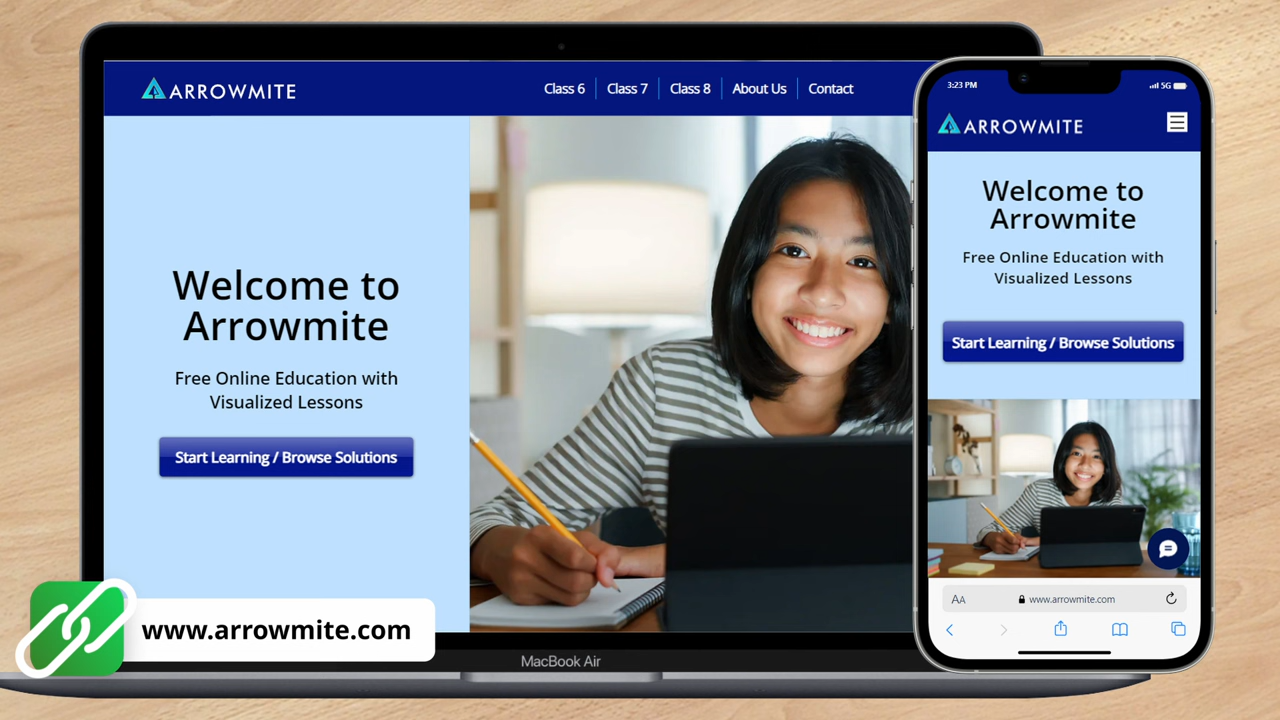 ARROWMITE
Class 6
Class 7
Class 8
About Us
Contact
Welcome to
Arrowmite
Free Online Education with
Visualized Lessons
Start Learning / Browse Solutions
www.arrowmite.com
MacBook Air
3:23 PM
5G
ARROWMITE
Welcome to
Arrowmite
Free Online Education with
Visualized Lessons
Start Learning / Browse Solutions
AA
www.arrowmite.com